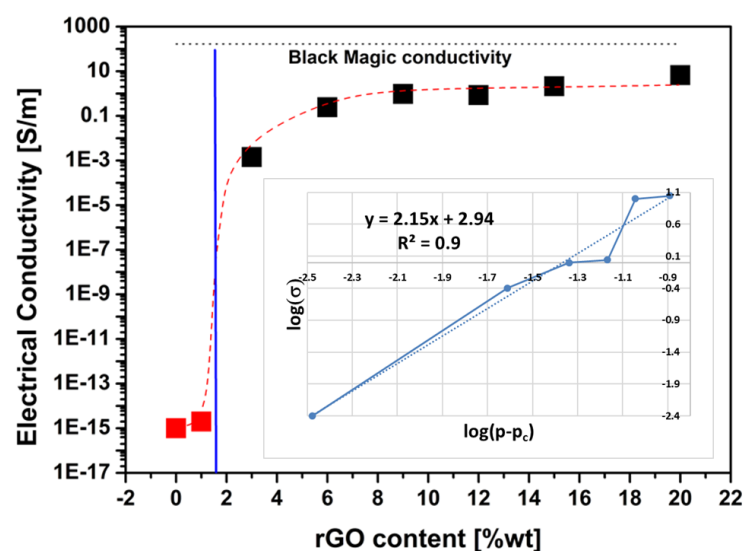 1000
10
0.1
1E-3
1E-5
1E-7
1E-9
1E-11
1E-13
1E-15
1E-17
Electrical Conductivity [S/m]
Black Magic conductivity
y = 2.15x + 2.94
R² = 0.9
1.1
0.6
0.1
-0.4
-0.9
-1.4
-1.9
-2.4
-2.5 -2.1 -1.9 -1.7 -1.5 -1.3 -1.1 -0.9
log(σ)
log(p-pc)
-2 0 2 4 6 8 10 12 14 16 18 20 22
rGO content [%wt]